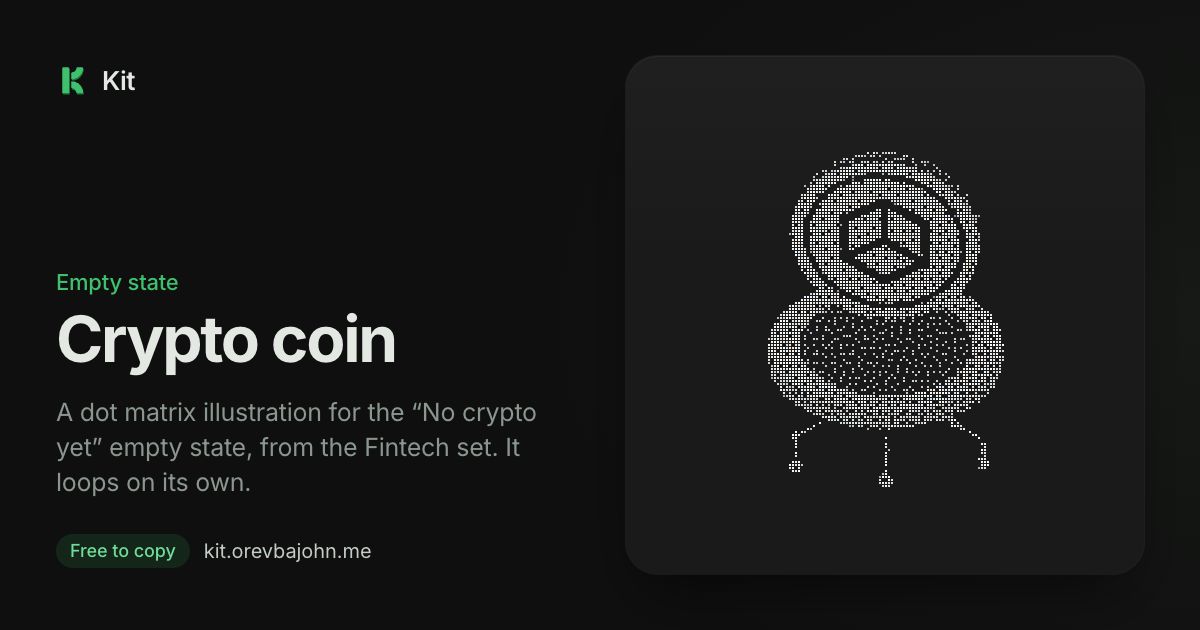 Kit
Empty state
Crypto coin
A dot matrix illustration for the “No crypto
yet” empty state, from the Fintech set. It
loops on its own.
Free to copy
kit.orevbajohn.me